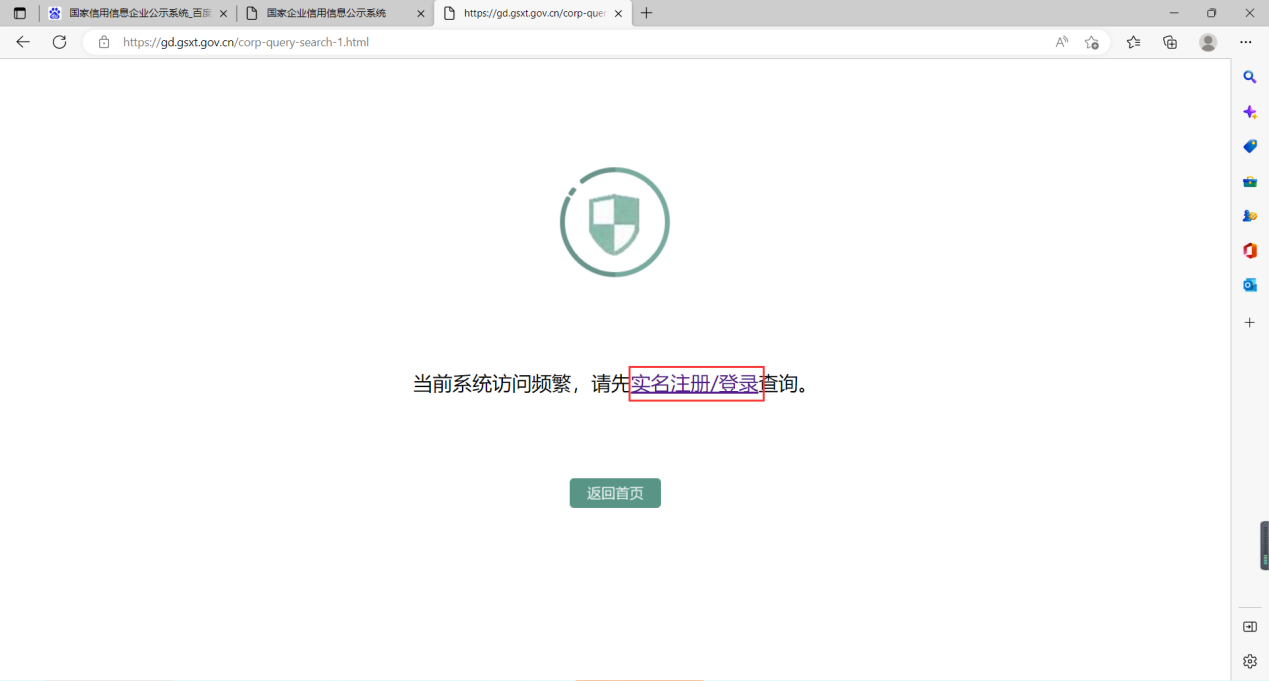 国家信用信息企业公示系统_百度
国家企业信用信息公示系统
https://gd.gsxt.gov.cn/corp-quer
https://gd.gsxt.gov.cn/corp-query-search-1.html
当前系统访问频繁，请先实名注册/登录查询。
返回首页